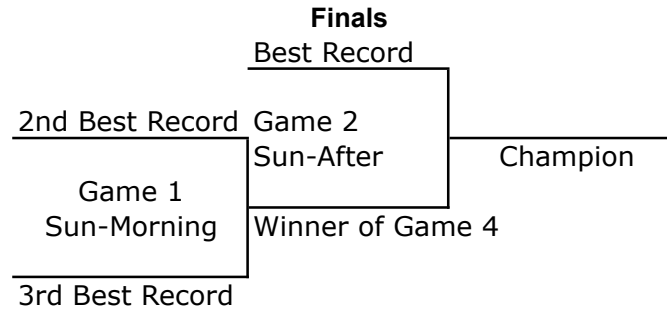 Finals
Best Record
2nd Best Record
Game 2
Sun-After
Champion
Game 1
Sun-Morning
Winner of Game 4
3rd Best Record